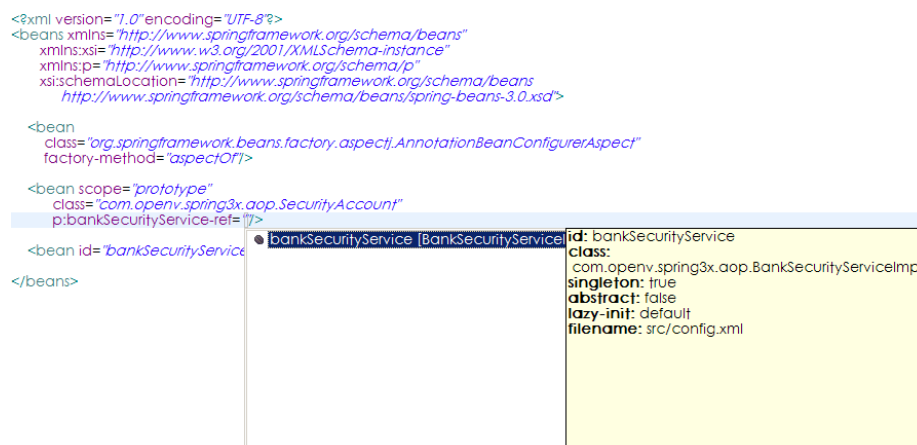 <?xml version="1.0" encoding="UTF-8"?>
<beans xmlns="http://www.springframework.org/schema/beans"
xmlns:xsi="http://www.w3.org/2001/XMLSchema-instance"
xmlns:p="http://www.springframework.org/schema/p"
xsi:schemaLocation="http://www.springframework.org/schema/beans
http://www.springframework.org/schema/beans/spring-beans-3.0.xsd">
<bean
class="org.springframework.beans.factory.aspectj.AnnotationBeanConfigurerAspect"
factory-method="aspectOf"/>
<bean scope="prototype"
class="com.openv.spring3x.aop.SecurityAccount"
p:bankSecurityService-ref=""/>
<bean id="bankSecurityService
</beans>
bankSecurityService [BankSecurityServiceI
id: bankSecurityService
class:
com.openv.spring3x.aop.BankSecurityServiceImp
singleton: true
abstract: false
lazy-init: default
filename: src/config.xml